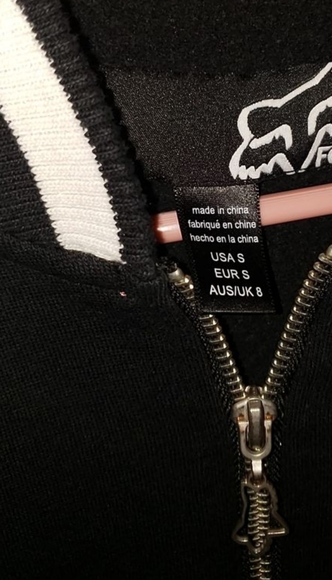 made in china
fabriqué en chine
hecho en la china
USA S
EUR S
AUS/UK 8